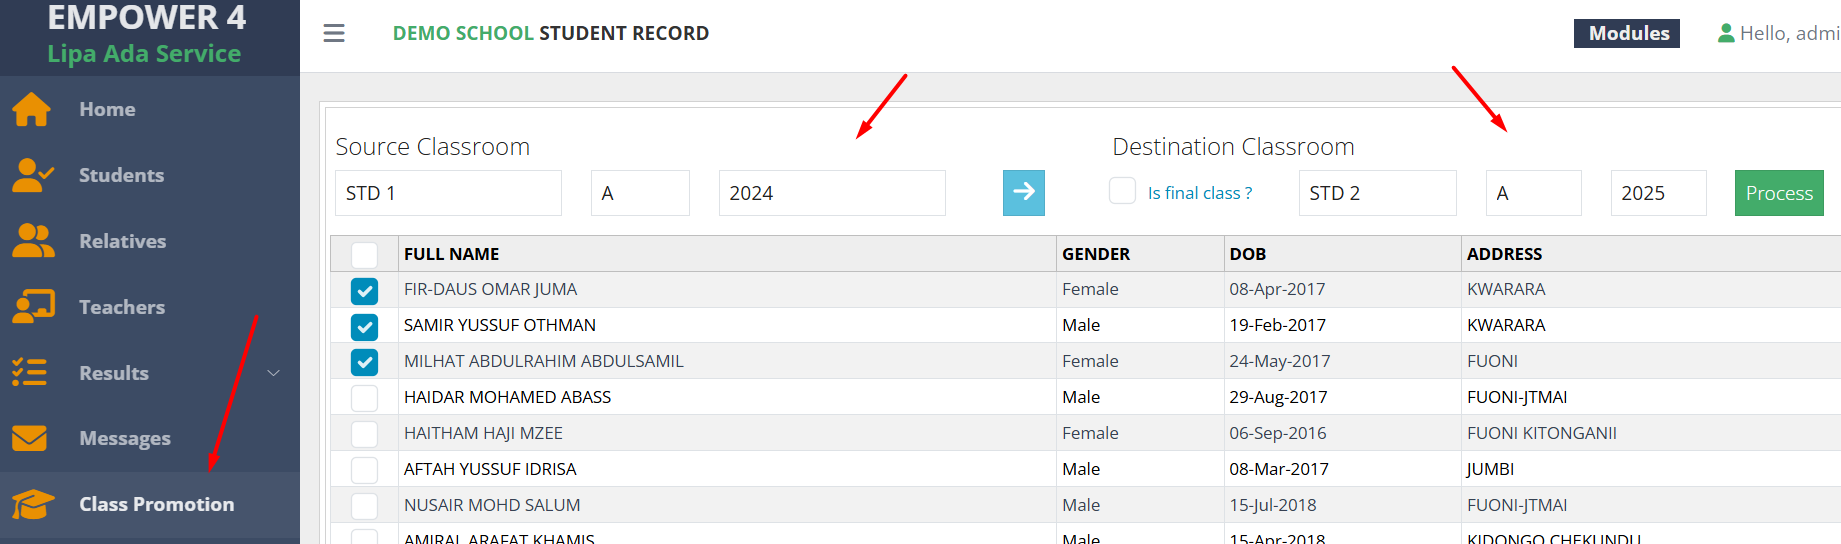 EMPOWER 4
Lipa Ada Service
Home
Students
Relatives
Teachers
Results
Messages
Class Promotion
DEMO SCHOOL STUDENT RECORD
Modules
Hello, admi
Source Classroom
STD 1 A 2024
Destination Classroom
Is final class ? STD 2 A 2025 Process
FULL NAME GENDER DOB ADDRESS
FIR-DAUS OMAR JUMA Female 08-Apr-2017 KWARARA
SAMIR YUSSUF OTHMAN Male 19-Feb-2017 KWARARA
MILHAT ABDULRAHIM ABDULSAMIL Female 24-May-2017 FUONI
HAIDAR MOHAMED ABASS Male 29-Aug-2017 FUONI-JTMAI
HAITHAM HAJI MZEE Female 06-Sep-2016 FUONI KITONGANII
AFTAH YUSSUF IDRISA Male 08-Mar-2017 JUMBI
NUSAIR MOHD SALUM Male 15-Jul-2018 FUONI-JTMAI
AMIRAL ARAFAT KHAMIS Male 15-Apr-2018 KIDONGO CHEKUNDU